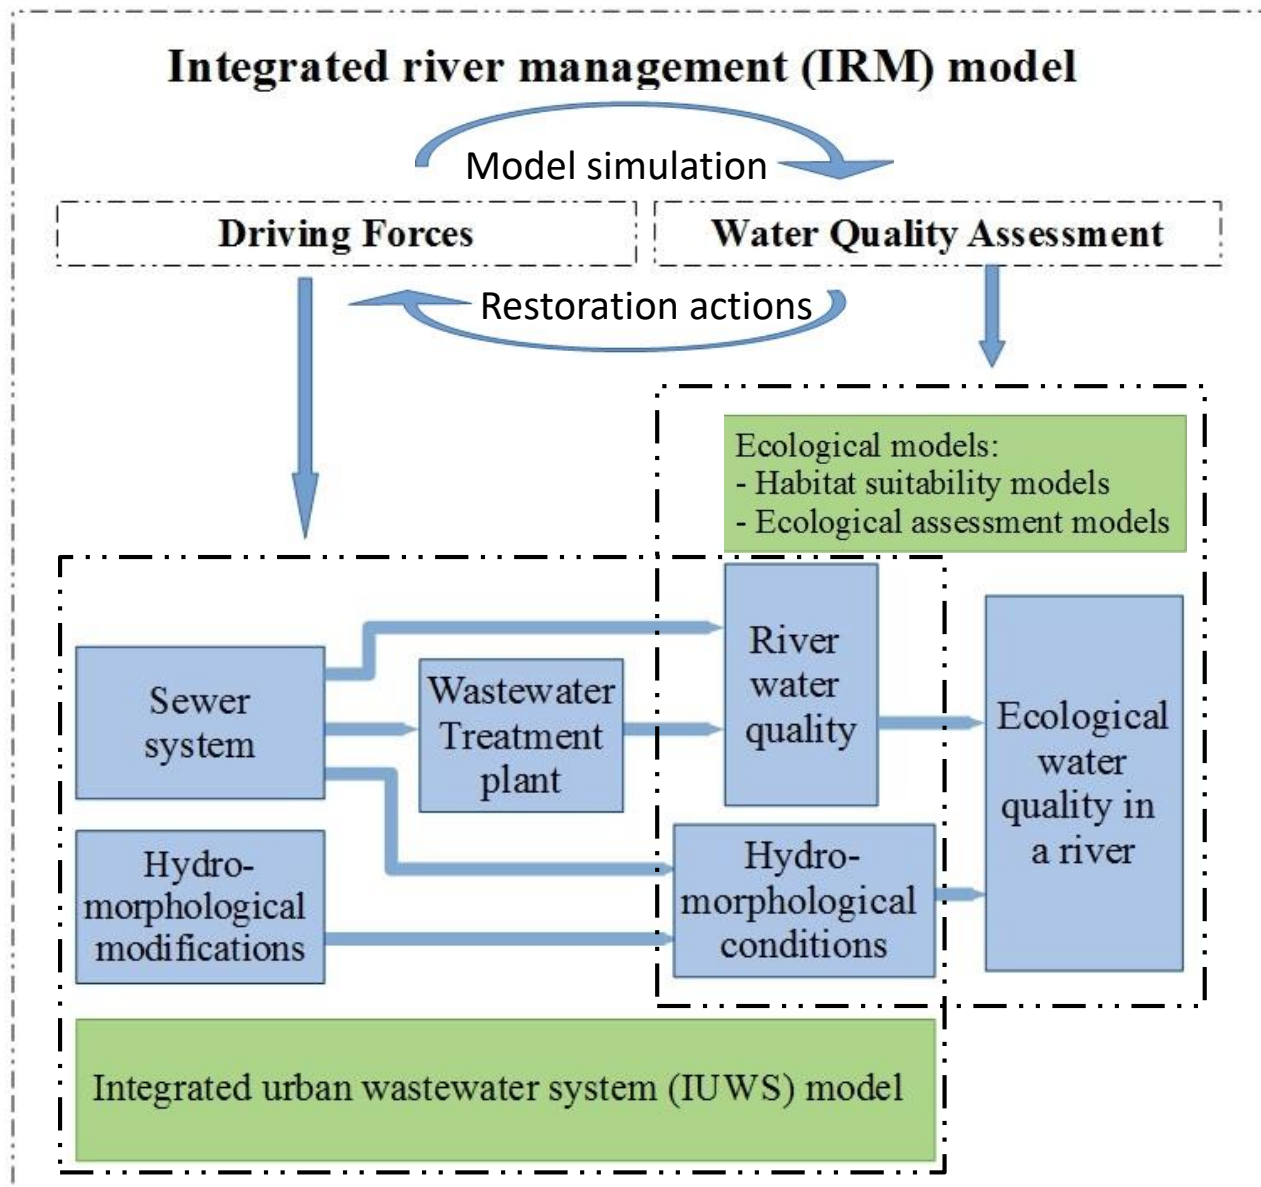 Integrated river management (IRM) model
Model simulation
Driving Forces
Water Quality Assessment
Restoration actions
Ecological models:
- Habitat suitability models
- Ecological assessment models
Sewer
system
Wastewater
Treatment
plant
River
water
quality
Ecological
water
quality in
a river
Hydro-
morphological
modifications
Hydro-
morphological
conditions
Integrated urban wastewater system (IUWS) model